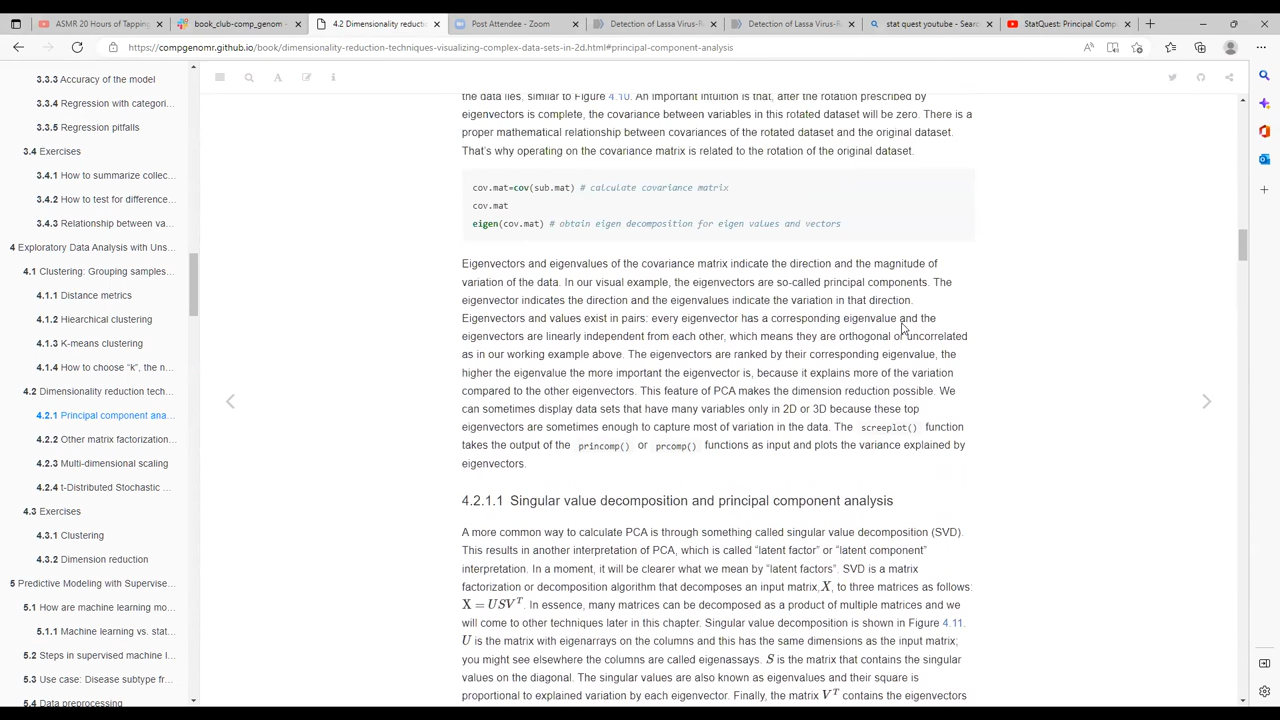 ASMR 20 Hours of Tapping
book_club-comp_genom
4.2 Dimensionality reducti
Post Attendee - Zoom
Detection of Lassa Virus-R
Detection of Lassa Virus-R
stat quest youtube - Searc
StatQuest: Principal Comp
https://compgenomr.github.io/book/dimensionality-reduction-techniques-visualizing-complex-data-sets-in-2d.html#principal-component-analysis
3.3.3 Accuracy of the model
3.3.4 Regression with categori...
3.3.5 Regression pitfalls
3.4 Exercises
3.4.1 How to summarize collec...
3.4.2 How to test for difference...
3.4.3 Relationship between va...
4 Exploratory Data Analysis with Uns...
4.1 Clustering: Grouping samples...
4.1.1 Distance metrics
4.1.2 Hiearchical clustering
4.1.3 K-means clustering
4.1.4 How to choose “k”, the n...
4.2 Dimensionality reduction tech...
4.2.1 Principal component ana...
4.2.2 Other matrix factorization...
4.2.3 Multi-dimensional scaling
4.2.4 t-Distributed Stochastic ...
4.3 Exercises
4.3.1 Clustering
4.3.2 Dimension reduction
5 Predictive Modeling with Supervise...
5.1 How are machine learning mo...
5.1.1 Machine learning vs. stat...
5.2 Steps in supervised machine l...
5.3 Use case: Disease subtype fr...
5.4 Data preprocessing
the data lies, similar to Figure 4.10. An important intuition is that, after the rotation prescribed by
eigenvectors is complete, the covariance between variables in this rotated dataset will be zero. There is a
proper mathematical relationship between covariances of the rotated dataset and the original dataset.
That’s why operating on the covariance matrix is related to the rotation of the original dataset.
cov.mat=cov(sub.mat) # calculate covariance matrix
cov.mat
eigen(cov.mat) # obtain eigen decomposition for eigen values and vectors
Eigenvectors and eigenvalues of the covariance matrix indicate the direction and the magnitude of
variation of the data. In our visual example, the eigenvectors are so-called principal components. The
eigenvector indicates the direction and the eigenvalues indicate the variation in that direction.
Eigenvectors and values exist in pairs: every eigenvector has a corresponding eigenvalue and the
eigenvectors are linearly independent from each other, which means they are orthogonal or uncorrelated
as in our working example above. The eigenvectors are ranked by their corresponding eigenvalue, the
higher the eigenvalue the more important the eigenvector is, because it explains more of the variation
compared to the other eigenvectors. This feature of PCA makes the dimension reduction possible. We
can sometimes display data sets that have many variables only in 2D or 3D because these top
eigenvectors are sometimes enough to capture most of variation in the data. The screeplot() function
takes the output of the princomp() or prcomp() functions as input and plots the variance explained by
eigenvectors.
4.2.1.1 Singular value decomposition and principal component analysis
A more common way to calculate PCA is through something called singular value decomposition (SVD).
This results in another interpretation of PCA, which is called “latent factor” or “latent component”
interpretation. In a moment, it will be clearer what we mean by “latent factors”. SVD is a matrix
factorization or decomposition algorithm that decomposes an input matrix,X, to three matrices as follows:
X = USV^T. In essence, many matrices can be decomposed as a product of multiple matrices and we
will come to other techniques later in this chapter. Singular value decomposition is shown in Figure 4.11.
U is the matrix with eigenarrays on the columns and this has the same dimensions as the input matrix;
you might see elsewhere the columns are called eigenassays. S is the matrix that contains the singular
values on the diagonal. The singular values are also known as eigenvalues and their square is
proportional to explained variation by each eigenvector. Finally, the matrix V^T contains the eigenvectors